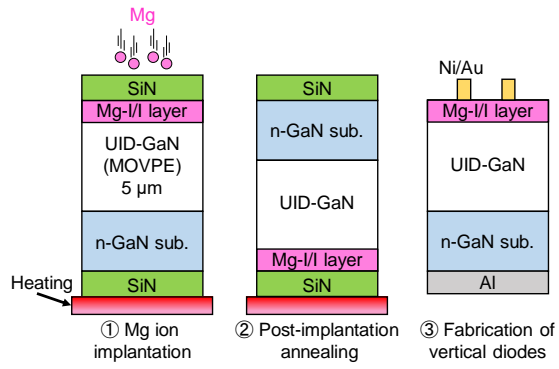 Mg
SiN
Mg-I/I layer
UID-GaN
(MOVPE)
5 μm
n-GaN sub.
SiN
Heating
① Mg ion
implantation
SiN
n-GaN sub.
UID-GaN
Mg-I/I layer
SiN
② Post-implantation
annealing
Ni/Au
Mg-I/I layer
UID-GaN
n-GaN sub.
Al
③ Fabrication of
vertical diodes